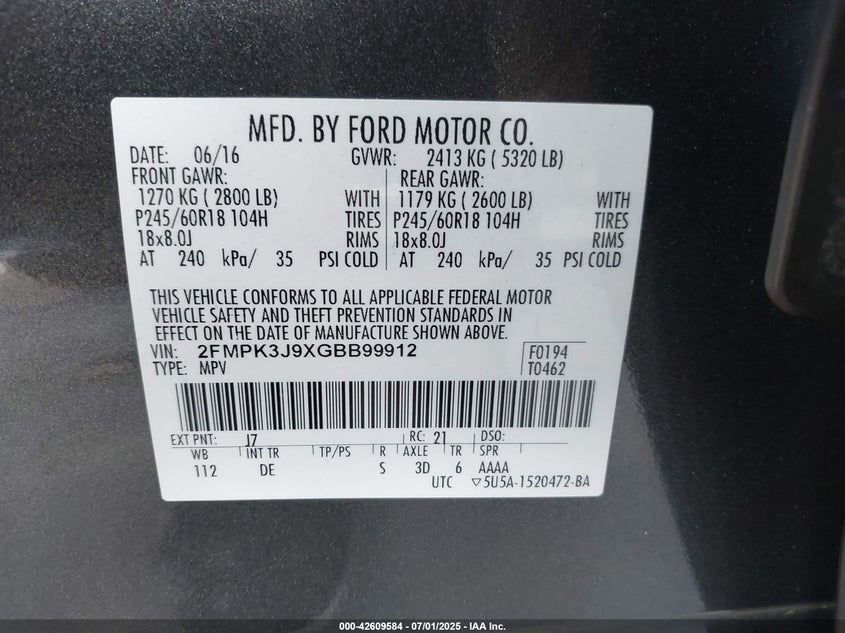 MFD. BY FORD MOTOR CO.
DATE: 06/16 GVWR: 2413 KG ( 5320 LB)
FRONT GAWR: REAR GAWR:
1270 KG ( 2800 LB) WITH 1179 KG ( 2600 LB) WITH
P245/60R18 104H TIRES P245/60R18 104H TIRES
18x8.0J RIMS 18x8.0J RIMS
AT 240 kPa/ 35 PSI COLD AT 240 kPa/ 35 PSI COLD
THIS VEHICLE CONFORMS TO ALL APPLICABLE FEDERAL MOTOR
VEHICLE SAFETY AND THEFT PREVENTION STANDARDS IN
EFFECT ON THE DATE OF MANUFACTURE SHOWN ABOVE.
VIN: 2FMPK3J9XGBB99912 F0194
TYPE: MPV T0462
EXT PNT: J7 RC: 21 DSO:
WB INT TR TP/PS R AXLE TR SPR
112 DE S 3D 6 AAAA
UTC ▽5U5A-1520472-BA
000-42609584 - 07/01/2025 - IAA Inc.